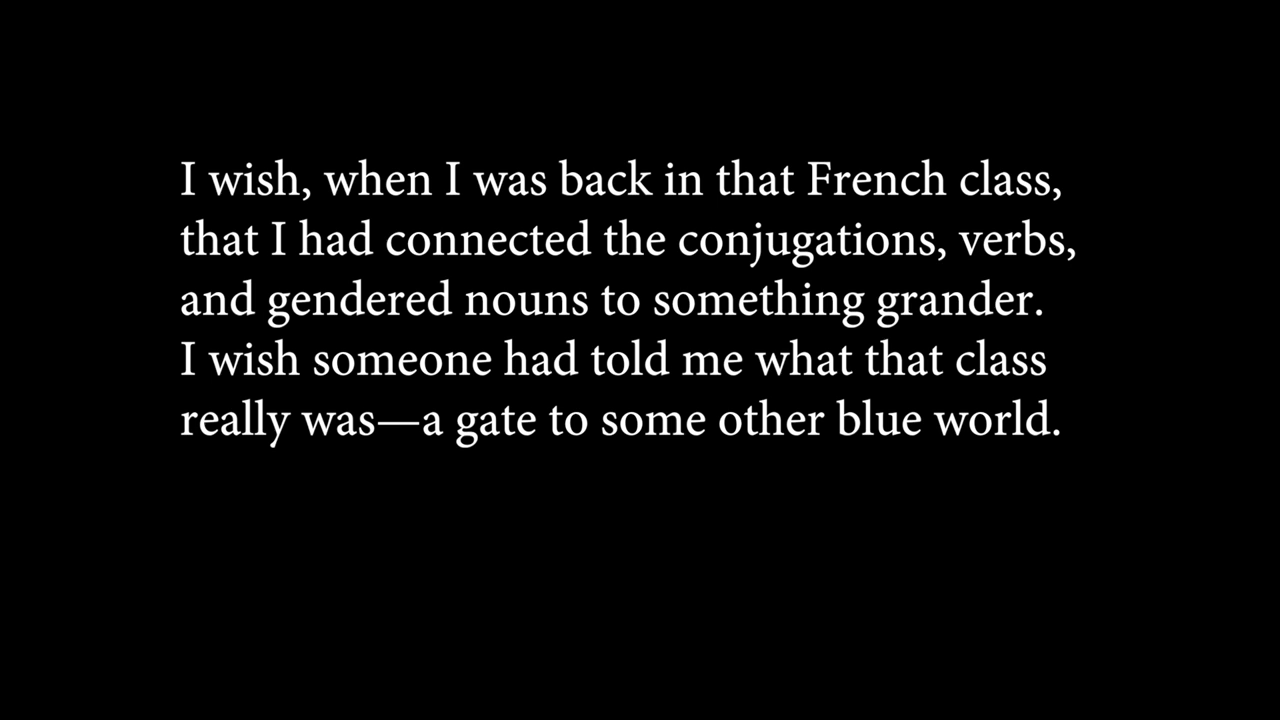 I wish, when I was back in that French class,
that I had connected the conjugations, verbs,
and gendered nouns to something grander.
I wish someone had told me what that class
really was—a gate to some other blue world.